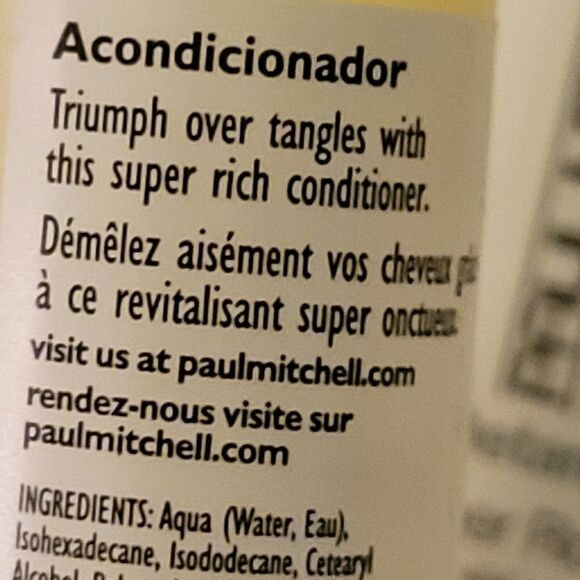 Acondicionador
Triumph over tangles with
this super rich conditioner.
Démêlez aisément vos cheveux
à ce revitalisant super onctueux
visit us at paulmitchell.com
rendez-nous visite sur
paulmitchell.com
INGREDIENTS: Aqua (Water, Eau),
Isohexadecane, Isododecane, Cetearyl
Alcohol,